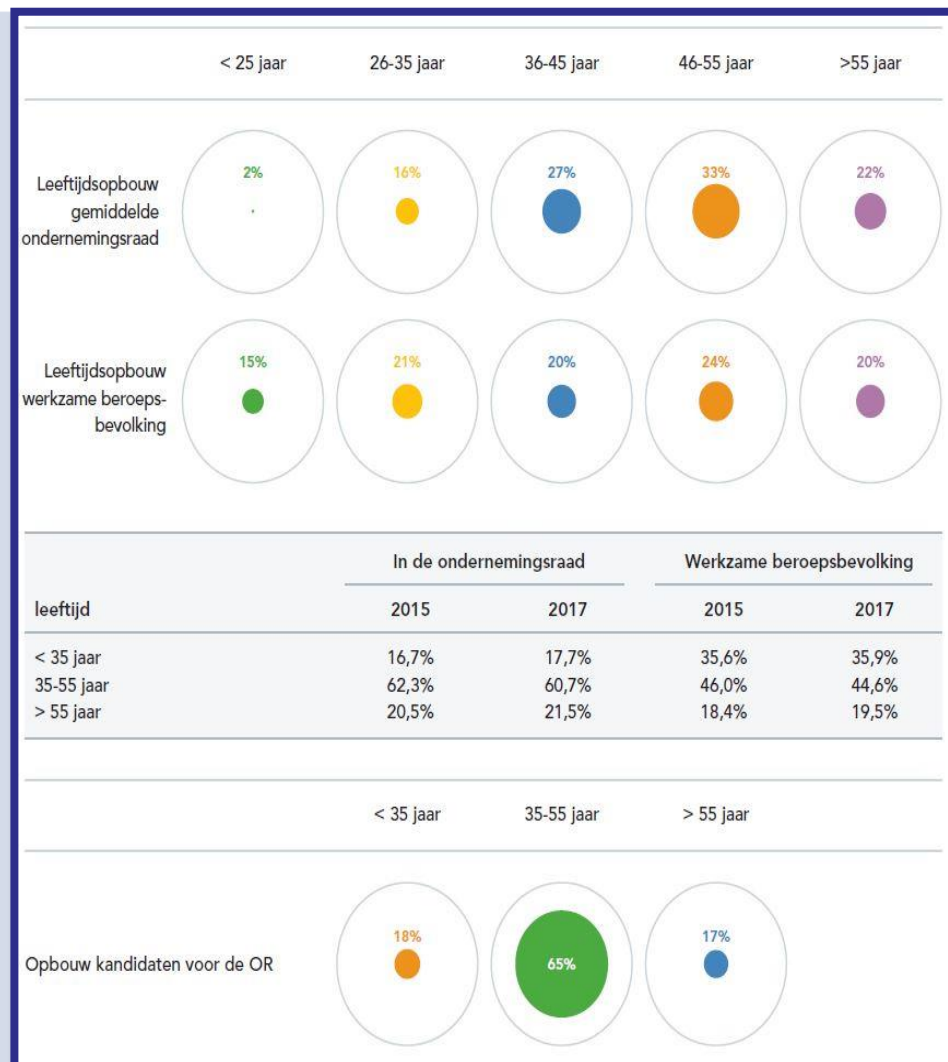 < 25 jaar 26-35 jaar 36-45 jaar 46-55 jaar >55 jaar
2% 16% 27% 33% 22%
Leeftijdsopbouw
gemiddelde
ondernemingsraad
15% 21% 20% 24% 20%
Leeftijdsopbouw
werkzame beroeps-
bevolking
In de ondernemingsraad Werkzame beroepsbevolking
leeftijd 2015 2017 2015 2017
< 35 jaar 16,7% 17,7% 35,6% 35,9%
35-55 jaar 62,3% 60,7% 46,0% 44,6%
> 55 jaar 20,5% 21,5% 18,4% 19,5%
< 35 jaar 35-55 jaar > 55 jaar
18% 17%
Opbouw kandidaten voor de OR 65%